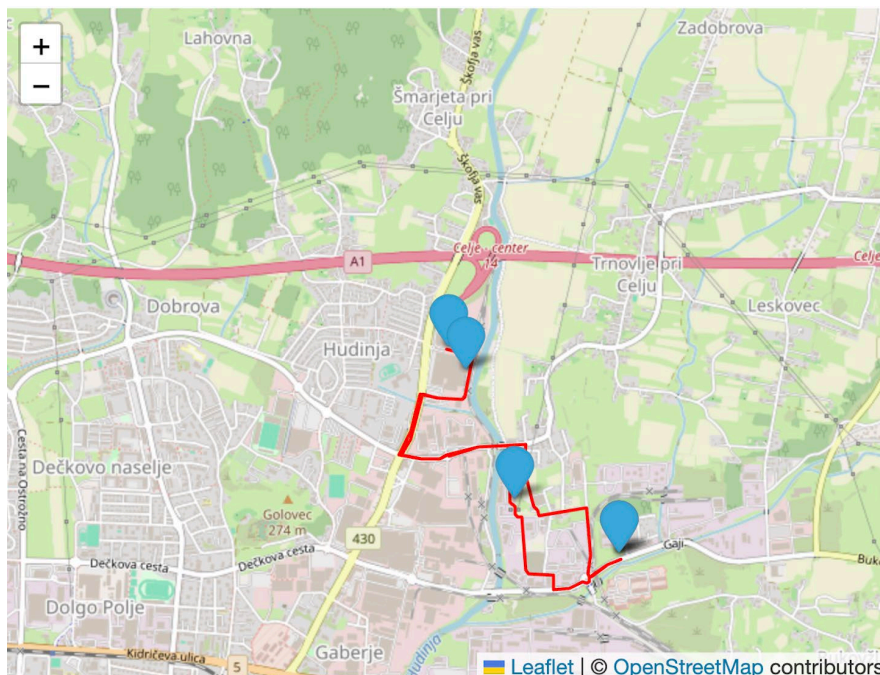 +
−
Lahovna
Zadobrova
Škofja vas
Šmarjeta pri
Celju
Škofja vas
Celje - center
14
A1
Celje
Trnovlje pri
Celju
Dobrova
Leskovec
Hudinja
Cesta na Ostrožno
Dečkovo naselje
Golovec
274 m
430
Dečkova cesta
Dečkova cesta
Gaji
Buko
Dolgo Polje
Gaberje
Hudinja
Kidričeva ulica
5
Leaflet | © OpenStreetMap contributors